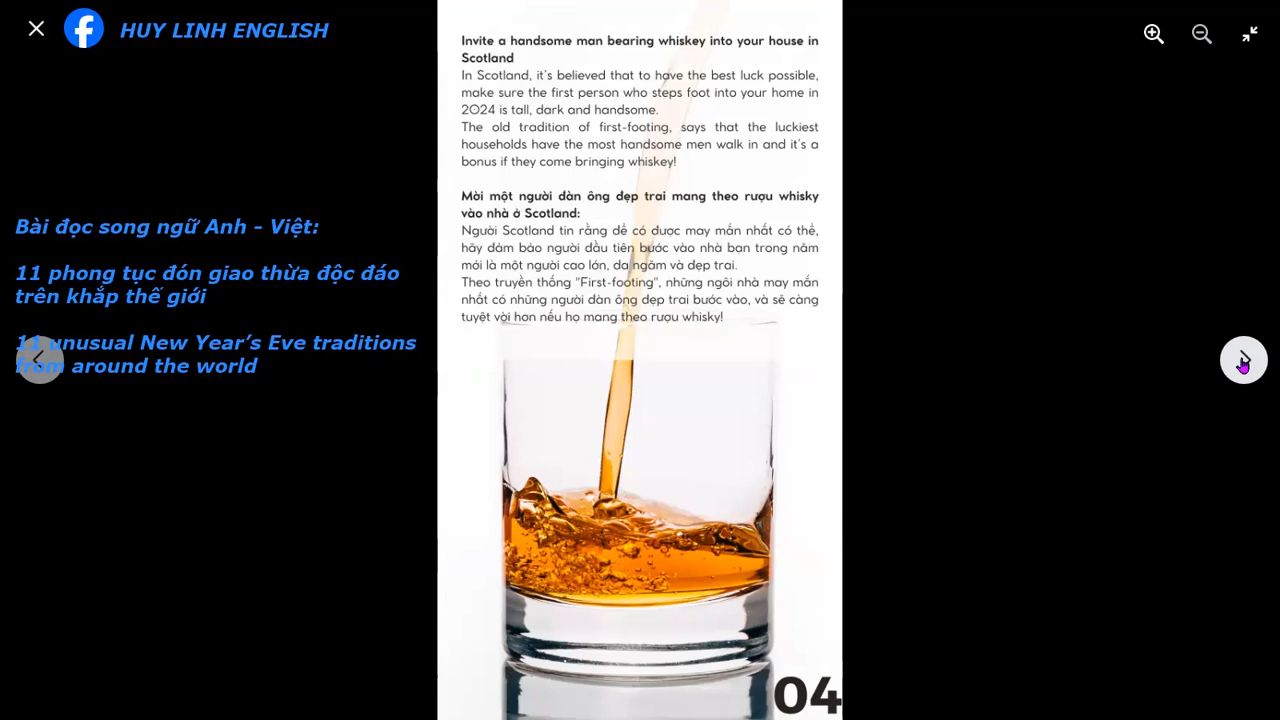 HUY LINH ENGLISH
Bài đọc song ngữ Anh - Việt:
11 phong tục đón giao thừa độc đáo
trên khắp thế giới
11 unusual New Year’s Eve traditions
from around the world
Invite a handsome man bearing whiskey into your house in
Scotland
In Scotland, it’s believed that to have the best luck possible,
make sure the first person who steps foot into your home in
2024 is tall, dark and handsome.
The old tradition of first-footing, says that the luckiest
households have the most handsome men walk in and it’s a
bonus if they come bringing whiskey!
Mời một người đàn ông đẹp trai mang theo rượu whisky
vào nhà ở Scotland:
Người Scotland tin rằng để có được may mắn nhất có thể,
hãy đảm bảo người đầu tiên bước vào nhà bạn trong năm
mới là một người cao lớn, da ngăm và đẹp trai.
Theo truyền thống "First-footing", những ngôi nhà may mắn
nhất có những người đàn ông đẹp trai bước vào, và sẽ càng
tuyệt vời hơn nếu họ mang theo rượu whisky!
04